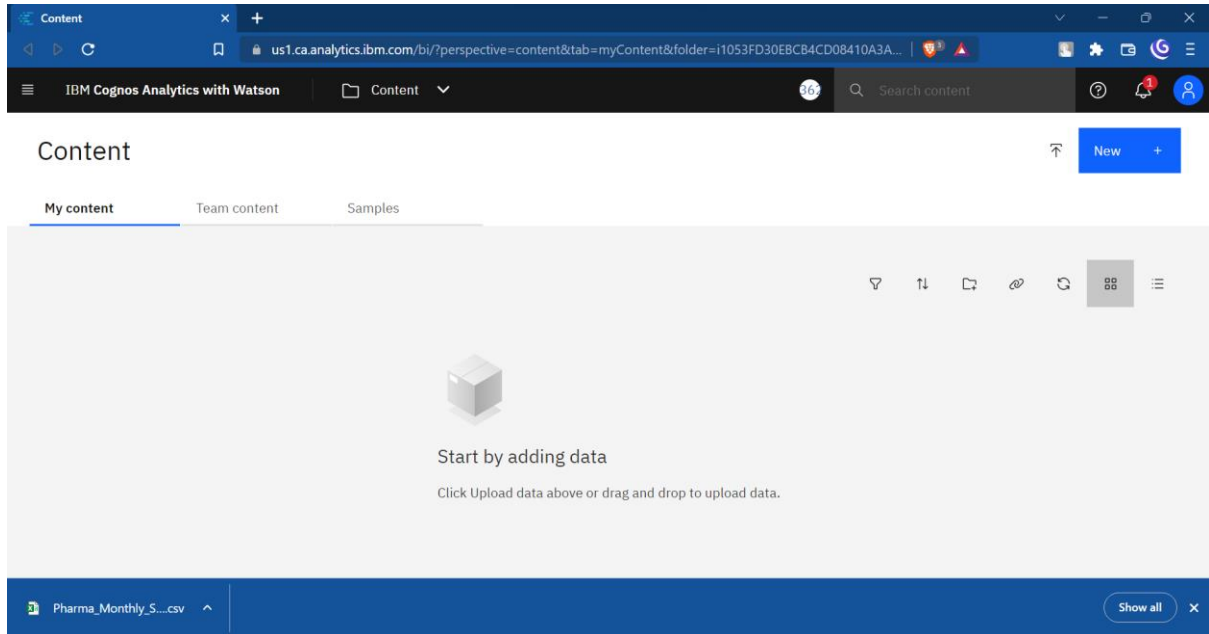 Content
us1.ca.analytics.ibm.com/bi/?perspective=content&tab=myContent&folder=i1053FD30EBCB4CD08410A3A...
IBM Cognos Analytics with Watson
Content
362
Search content
1
Content
New +
My content
Team content
Samples
Start by adding data
Click Upload data above or drag and drop to upload data.
Pharma_Monthly_S....csv
Show all